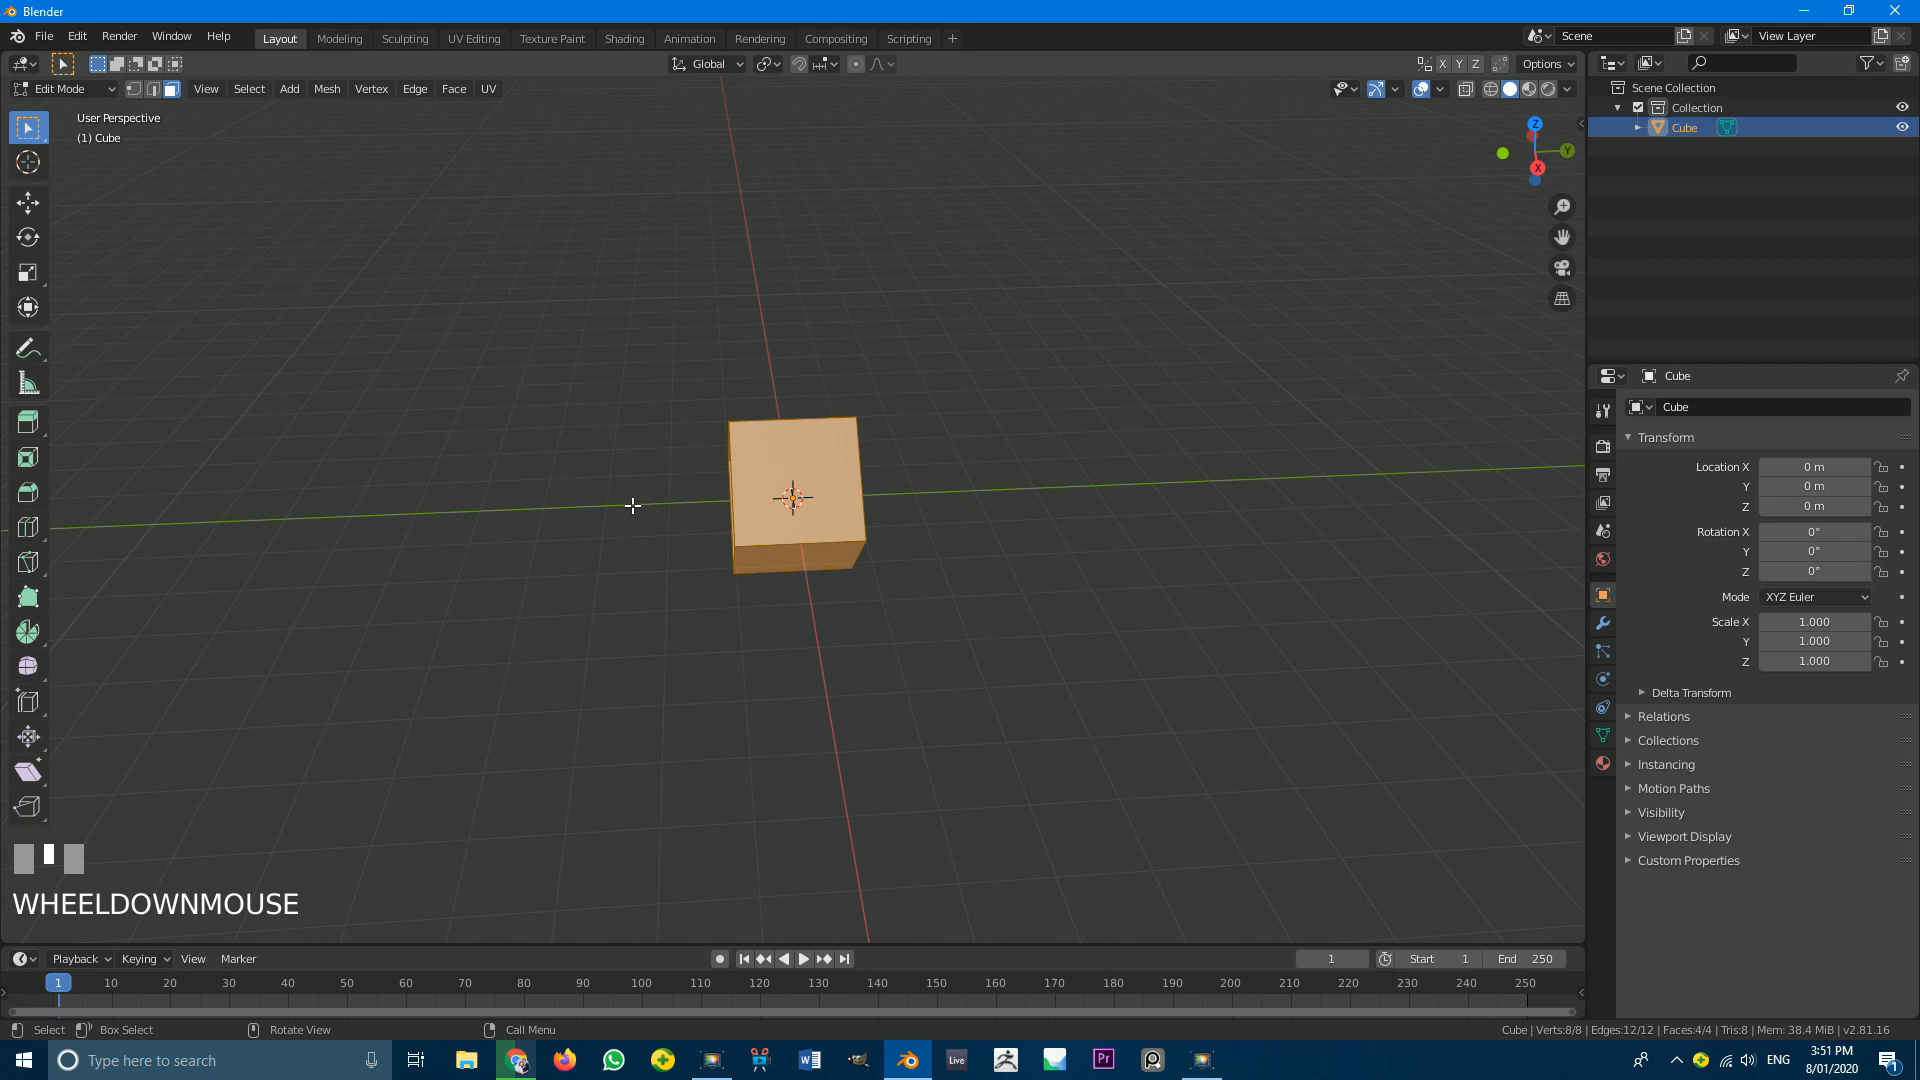 Blender
File Edit Render Window Help Layout Modeling Sculpting UV Editing Texture Paint Shading Animation Rendering Compositing Scripting + Scene View Layer
Global X Y Z Options
Edit Mode View Select Add Mesh Vertex Edge Face UV
User Perspective
(1) Cube
Z
Y
X
Scene Collection
Collection
Cube
Cube
Cube
Transform
Location X 0 m
Y 0 m
Z 0 m
Rotation X 0°
Y 0°
Z 0°
Mode XYZ Euler
Scale X 1.000
Y 1.000
Z 1.000
Delta Transform
Relations
Collections
Instancing
Motion Paths
Visibility
Viewport Display
Custom Properties
WHEELDOWNMOUSE
Playback Keying View Marker 1 Start 1 End 250
1 10 20 30 40 50 60 70 80 90 100 110 120 130 140 150 160 170 180 190 200 210 220 230 240 250
Select Box Select Rotate View Call Menu Cube | Verts:8/8 | Edges:12/12 | Faces:4/4 | Tris:8 | Mem: 38.4 MiB | v2.81.16
Type here to search W Live Pr ENG 3:51 PM
8/01/2020 1